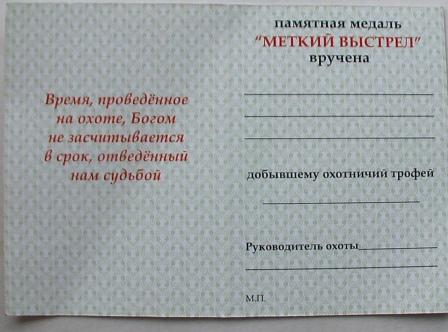 Время, проведённое
на охоте, Богом
не засчитывается
в срок, отведённый
нам судьбой
памятная медаль
“МЕТКИЙ ВЫСТРЕЛ”
вручена
добывшему охотничий трофей
Руководитель охоты
М.П.